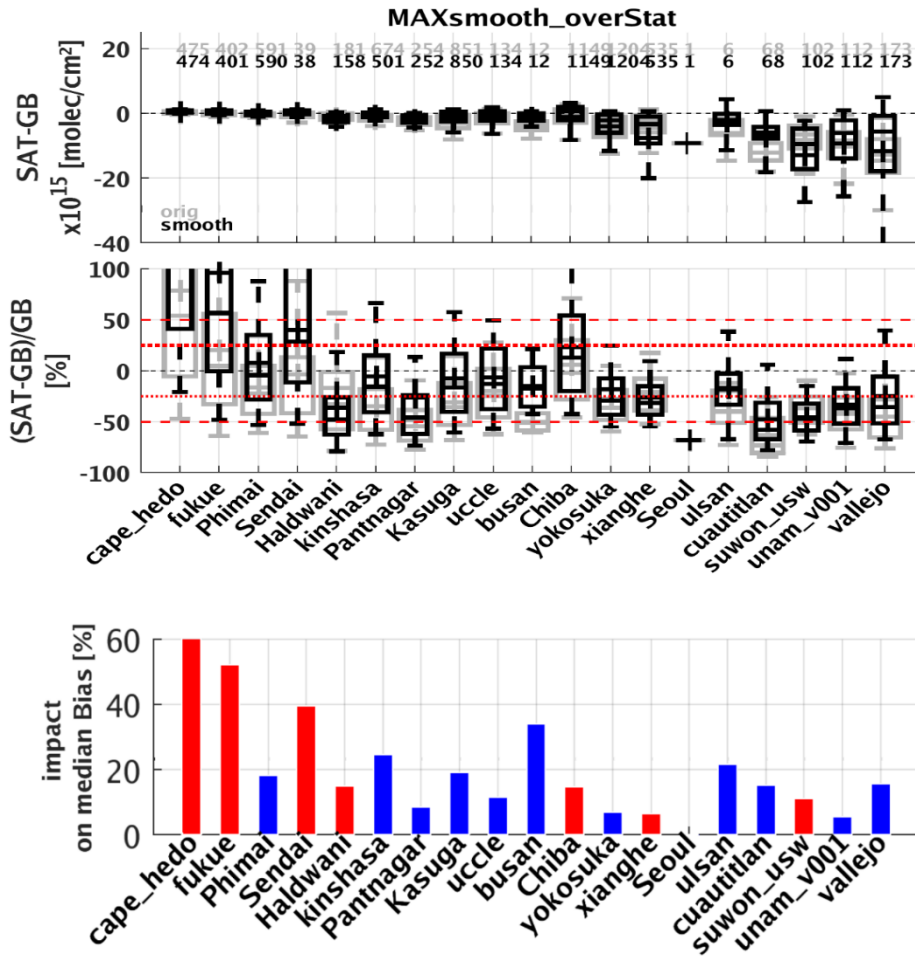 MAXsmooth_overStat
SAT-GB
x10^15 [molec/cm²]
20
0
-20
-40
475 402 591 39 181 674 254 851 134 12 1149 1204 535 1 6 68 102 112 173
474 401 590 38 158 501 252 850 134 12 1149 1204 535 1 6 68 102 112 173
orig
smooth
(SAT-GB)/GB
[%]
100
50
0
-50
-100
cape_hedo
fukue
Phimai
Sendai
Haldwani
kinshasa
Pantnagar
Kasuga
uccle
busan
Chiba
yokosuka
xianghe
Seoul
ulsan
cuautitlan
suwon_usw
unam_v001
vallejo
impact
on median Bias [%]
60
40
20
0
cape_hedo
fukue
Phimai
Sendai
Haldwani
kinshasa
Pantnagar
Kasuga
uccle
busan
Chiba
yokosuka
xianghe
Seoul
ulsan
cuautitlan
suwon_usw
unam_v001
vallejo